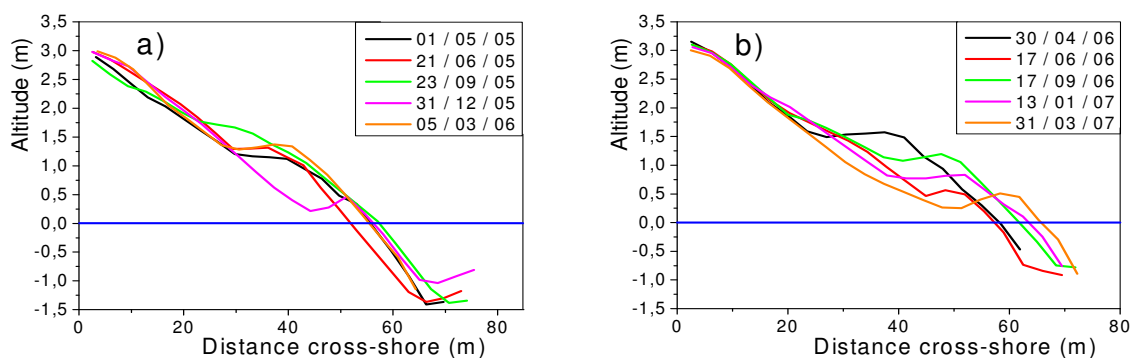 a)
3,5
3,0
2,5
2,0
1,5
1,0
0,5
0,0
-0,5
-1,0
-1,5
Altitude (m)
01 / 05 / 05
21 / 06 / 05
23 / 09 / 05
31 / 12 / 05
05 / 03 / 06
0 20 40 60 80
Distance cross-shore (m)
b)
3,5
3,0
2,5
2,0
1,5
1,0
0,5
0,0
-0,5
-1,0
-1,5
Altitude (m)
30 / 04 / 06
17 / 06 / 06
17 / 09 / 06
13 / 01 / 07
31 / 03 / 07
0 20 40 60 80
Distance cross-shore (m)